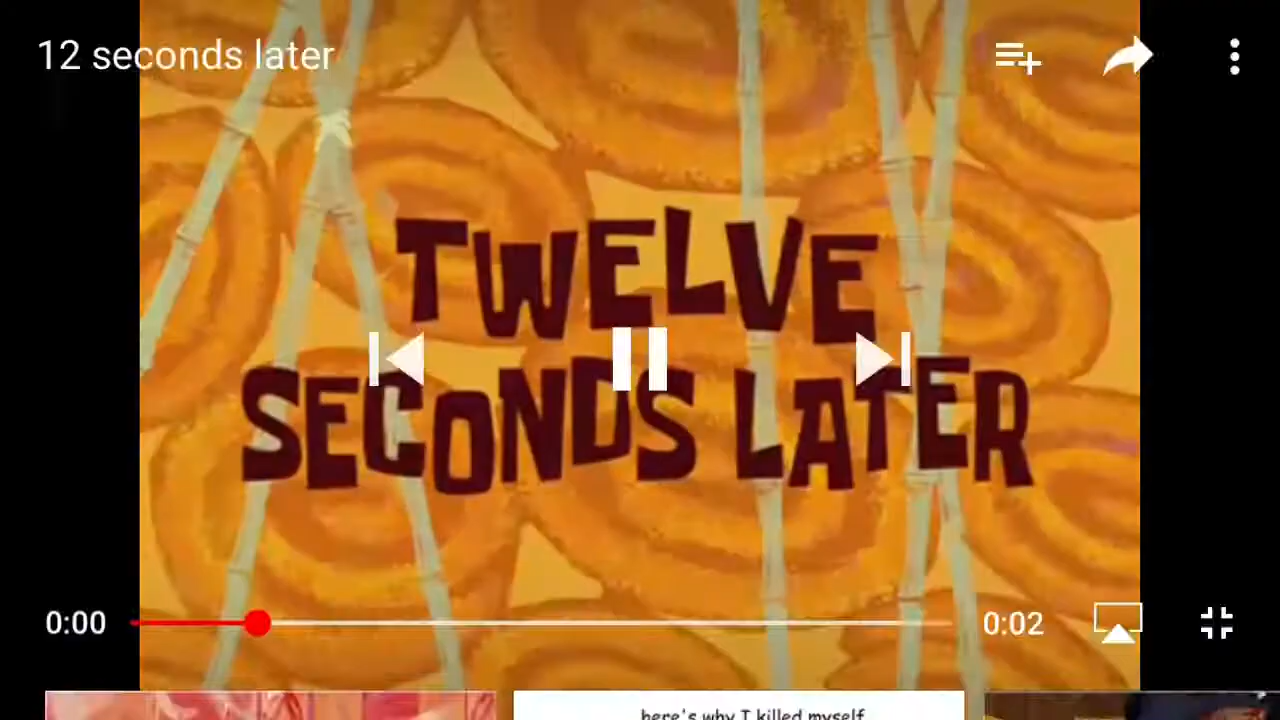 12 seconds later
TWELVE
SECONDS LATER
0:00
0:02
here's why I killed myself